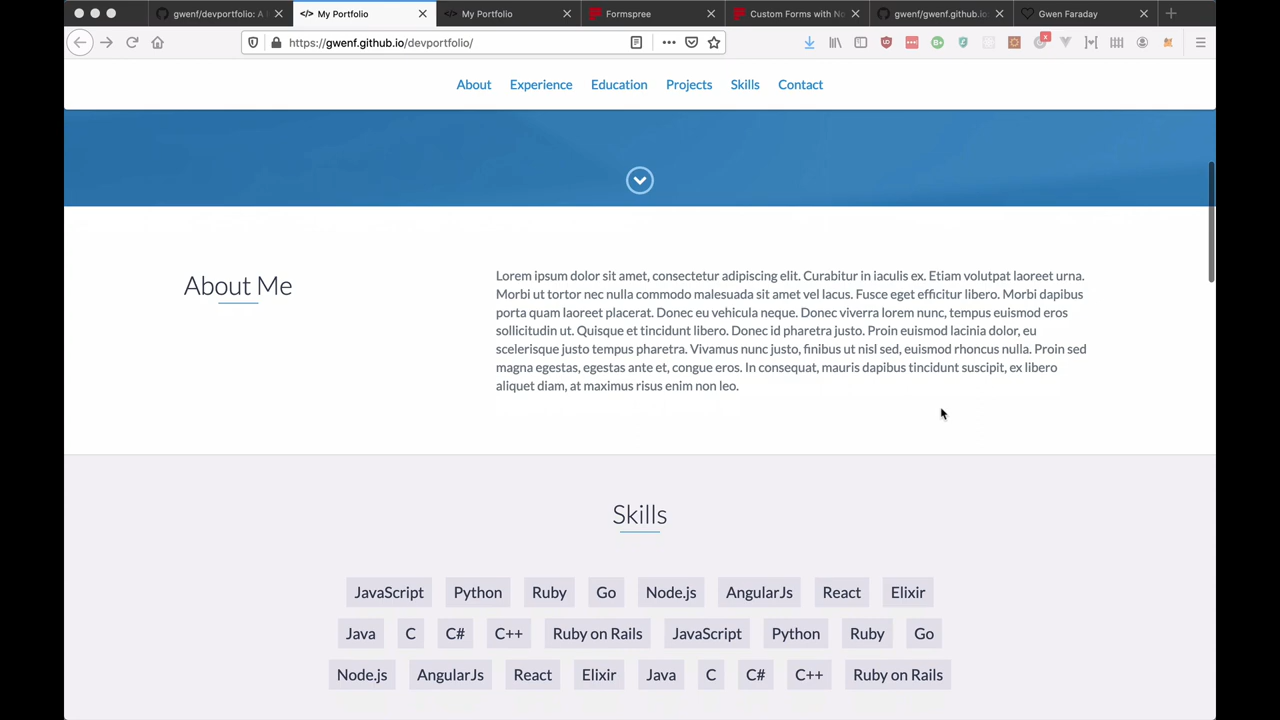 gwenf/devportfolio: A
My Portfolio
My Portfolio
Formspree
Custom Forms with No
gwenf/gwenf.github.io:
Gwen Faraday
https://gwenf.github.io/devportfolio/
About Experience Education Projects Skills Contact
About Me
Lorem ipsum dolor sit amet, consectetur adipiscing elit. Curabitur in iaculis ex. Etiam volutpat laoreet urna.
Morbi ut tortor nec nulla commodo malesuada sit amet vel lacus. Fusce eget efficitur libero. Morbi dapibus
porta quam laoreet placerat. Donec eu vehicula neque. Donec viverra lorem nunc, tempus euismod eros
sollicitudin ut. Quisque et tincidunt libero. Donec id pharetra justo. Proin euismod lacinia dolor, eu
scelerisque justo tempus pharetra. Vivamus nunc justo, finibus ut nisl sed, euismod rhoncus nulla. Proin sed
magna egestas, egestas ante et, congue eros. In consequat, mauris dapibus tincidunt suscipit, ex libero
aliquet diam, at maximus risus enim non leo.
Skills
JavaScript Python Ruby Go Node.js AngularJs React Elixir
Java C C# C++ Ruby on Rails JavaScript Python Ruby Go
Node.js AngularJs React Elixir Java C C# C++ Ruby on Rails